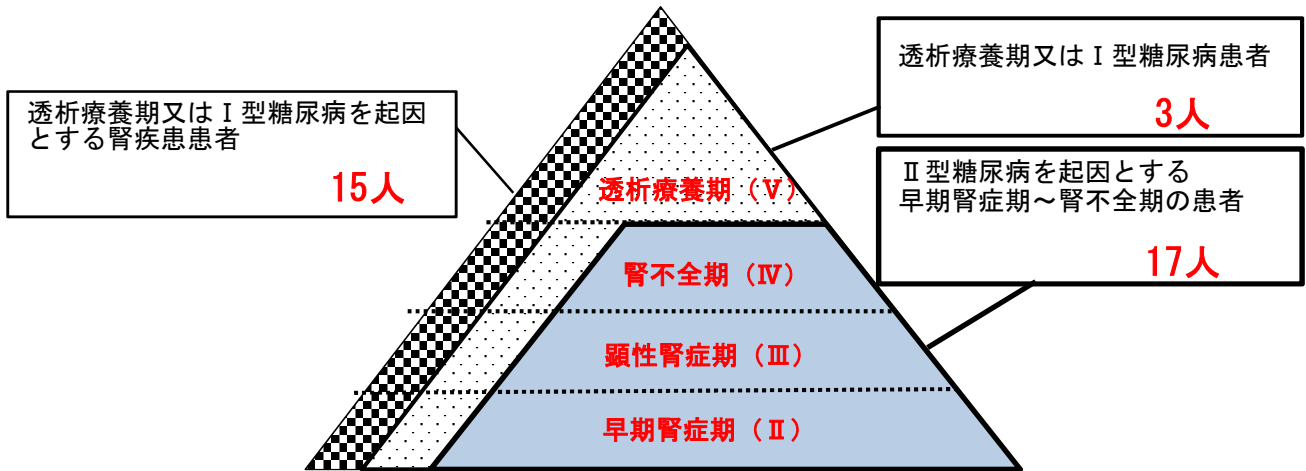 透析療養期又はⅠ型糖尿病を起因
とする腎疾患患者
15人
透析療養期又はⅠ型糖尿病患者
3人
Ⅱ型糖尿病を起因とする
早期腎症期～腎不全期の患者
17人
透析療養期（Ⅴ）
腎不全期（Ⅳ）
顕性腎症期（Ⅲ）
早期腎症期（Ⅱ）